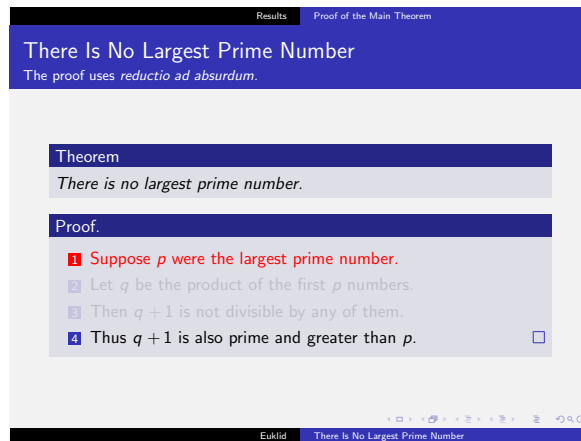 Results Proof of the Main Theorem
There Is No Largest Prime Number
The proof uses reductio ad absurdum.
Theorem
There is no largest prime number.
Proof.
1 Suppose p were the largest prime number.
2 Let q be the product of the first p numbers.
3 Then q + 1 is not divisible by any of them.
4 Thus q + 1 is also prime and greater than p. □
Euklid There Is No Largest Prime Number